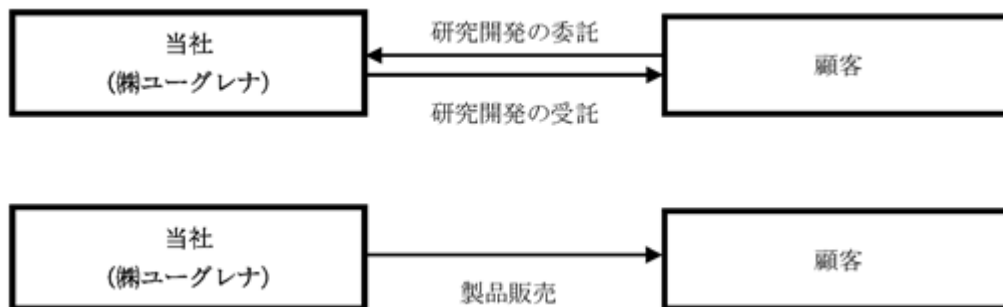 当社
(㈱ユーグレナ)
研究開発の委託
研究開発の受託
顧客
当社
(㈱ユーグレナ)
製品販売
顧客